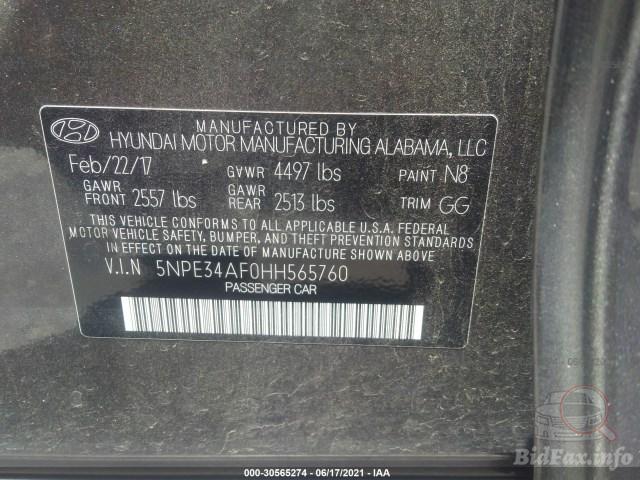 MANUFACTURED BY
HYUNDAI MOTOR MANUFACTURING ALABAMA, LLC
Feb/22/17 GVWR 4497 lbs PAINT N8
GAWR FRONT 2557 lbs GAWR REAR 2513 lbs TRIM GG
THIS VEHICLE CONFORMS TO ALL APPLICABLE U.S.A. FEDERAL
MOTOR VEHICLE SAFETY, BUMPER, AND THEFT PREVENTION STANDARDS
IN EFFECT ON THE DATE OF MANUFACTURE SHOWN ABOVE.
V.I.N 5NPE34AF0HH565760
PASSENGER CAR
000-30565274 - 06/17/2021 - IAA
BidFax.info